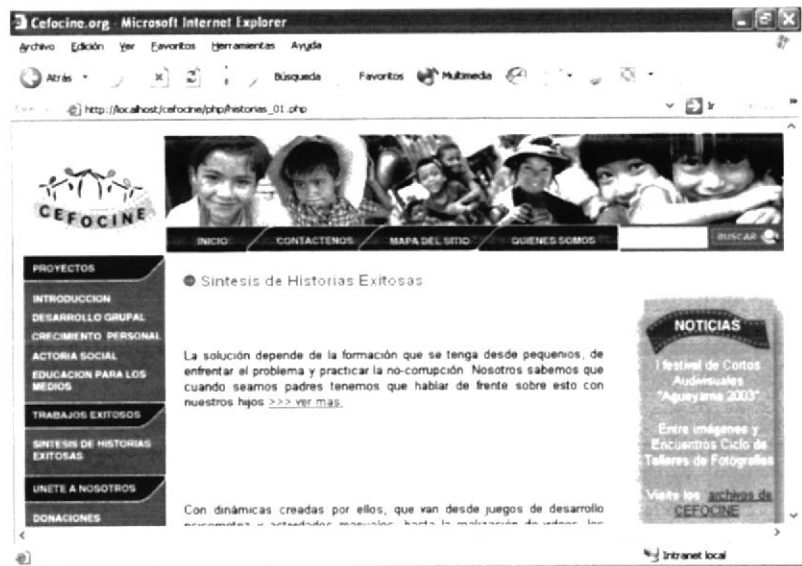 Cefocine.org - Microsoft Internet Explorer
Archivo Edición Ver Favoritos Herramientas Ayuda
Atrás Búsqueda Favoritos Multimedia
http://localhost/cefocine/php/historias_01.php Ir
CEFOCINE
INICIO CONTACTENOS MAPA DEL SITIO QUIENES SOMOS BUSCAR
PROYECTOS
INTRODUCCION
DESARROLLO GRUPAL
CRECIMIENTO PERSONAL
ACTORIA SOCIAL
EDUCACION PARA LOS
MEDIOS
TRABAJOS EXITOSOS
SINTESIS DE HISTORIAS
EXITOSAS
UNETE A NOSOTROS
DONACIONES
Sintesis de Historias Exitosas
La solución depende de la formación que se tenga desde pequenios, de
enfrentar el problema y practicar la no-corrupción. Nosotros sabemos que
cuando seamos padres tenemos que hablar de frente sobre esto con
nuestros hijos >>> ver mas.
Con dinámicas creadas por ellos, que van desde juegos de desarrollo
NOTICIAS
I festival de Cortos
Audivisuales
"Agueyarna 2003"
Entre imágenes y
Encuentros Ciclo de
Talleres de Fotografias
Visite los archivos de
CEFOCINE
Intranet local